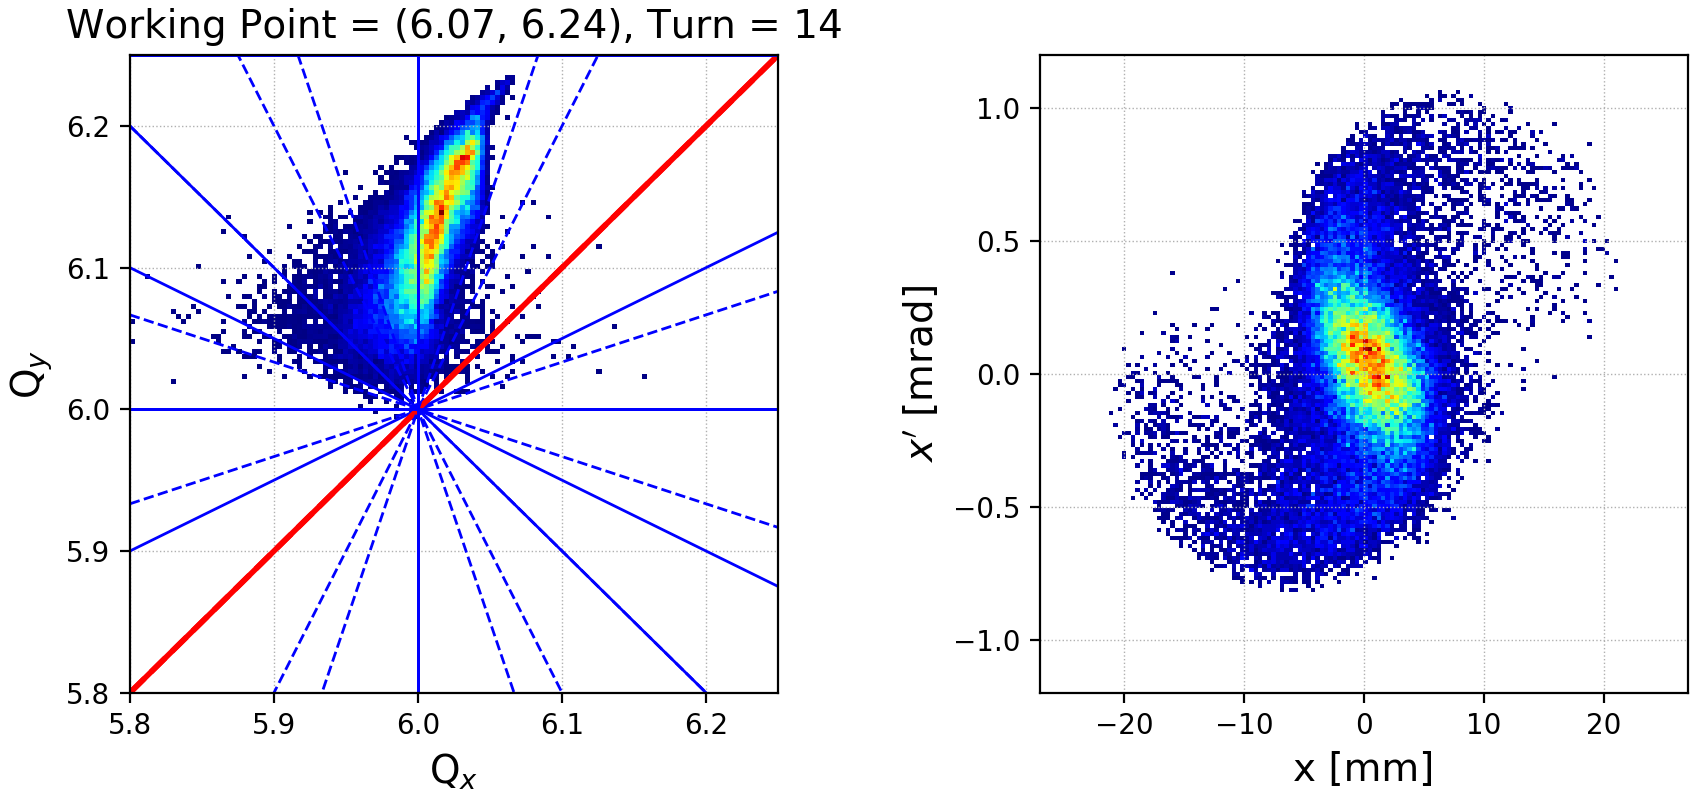 Working Point = (6.07, 6.24), Turn = 14
6.2
6.1
6.0
5.9
5.8
Q_y
5.8 5.9 6.0 6.1 6.2
Q_x
1.0
0.5
0.0
−0.5
−1.0
x′ [mrad]
−20 −10 0 10 20
x [mm]